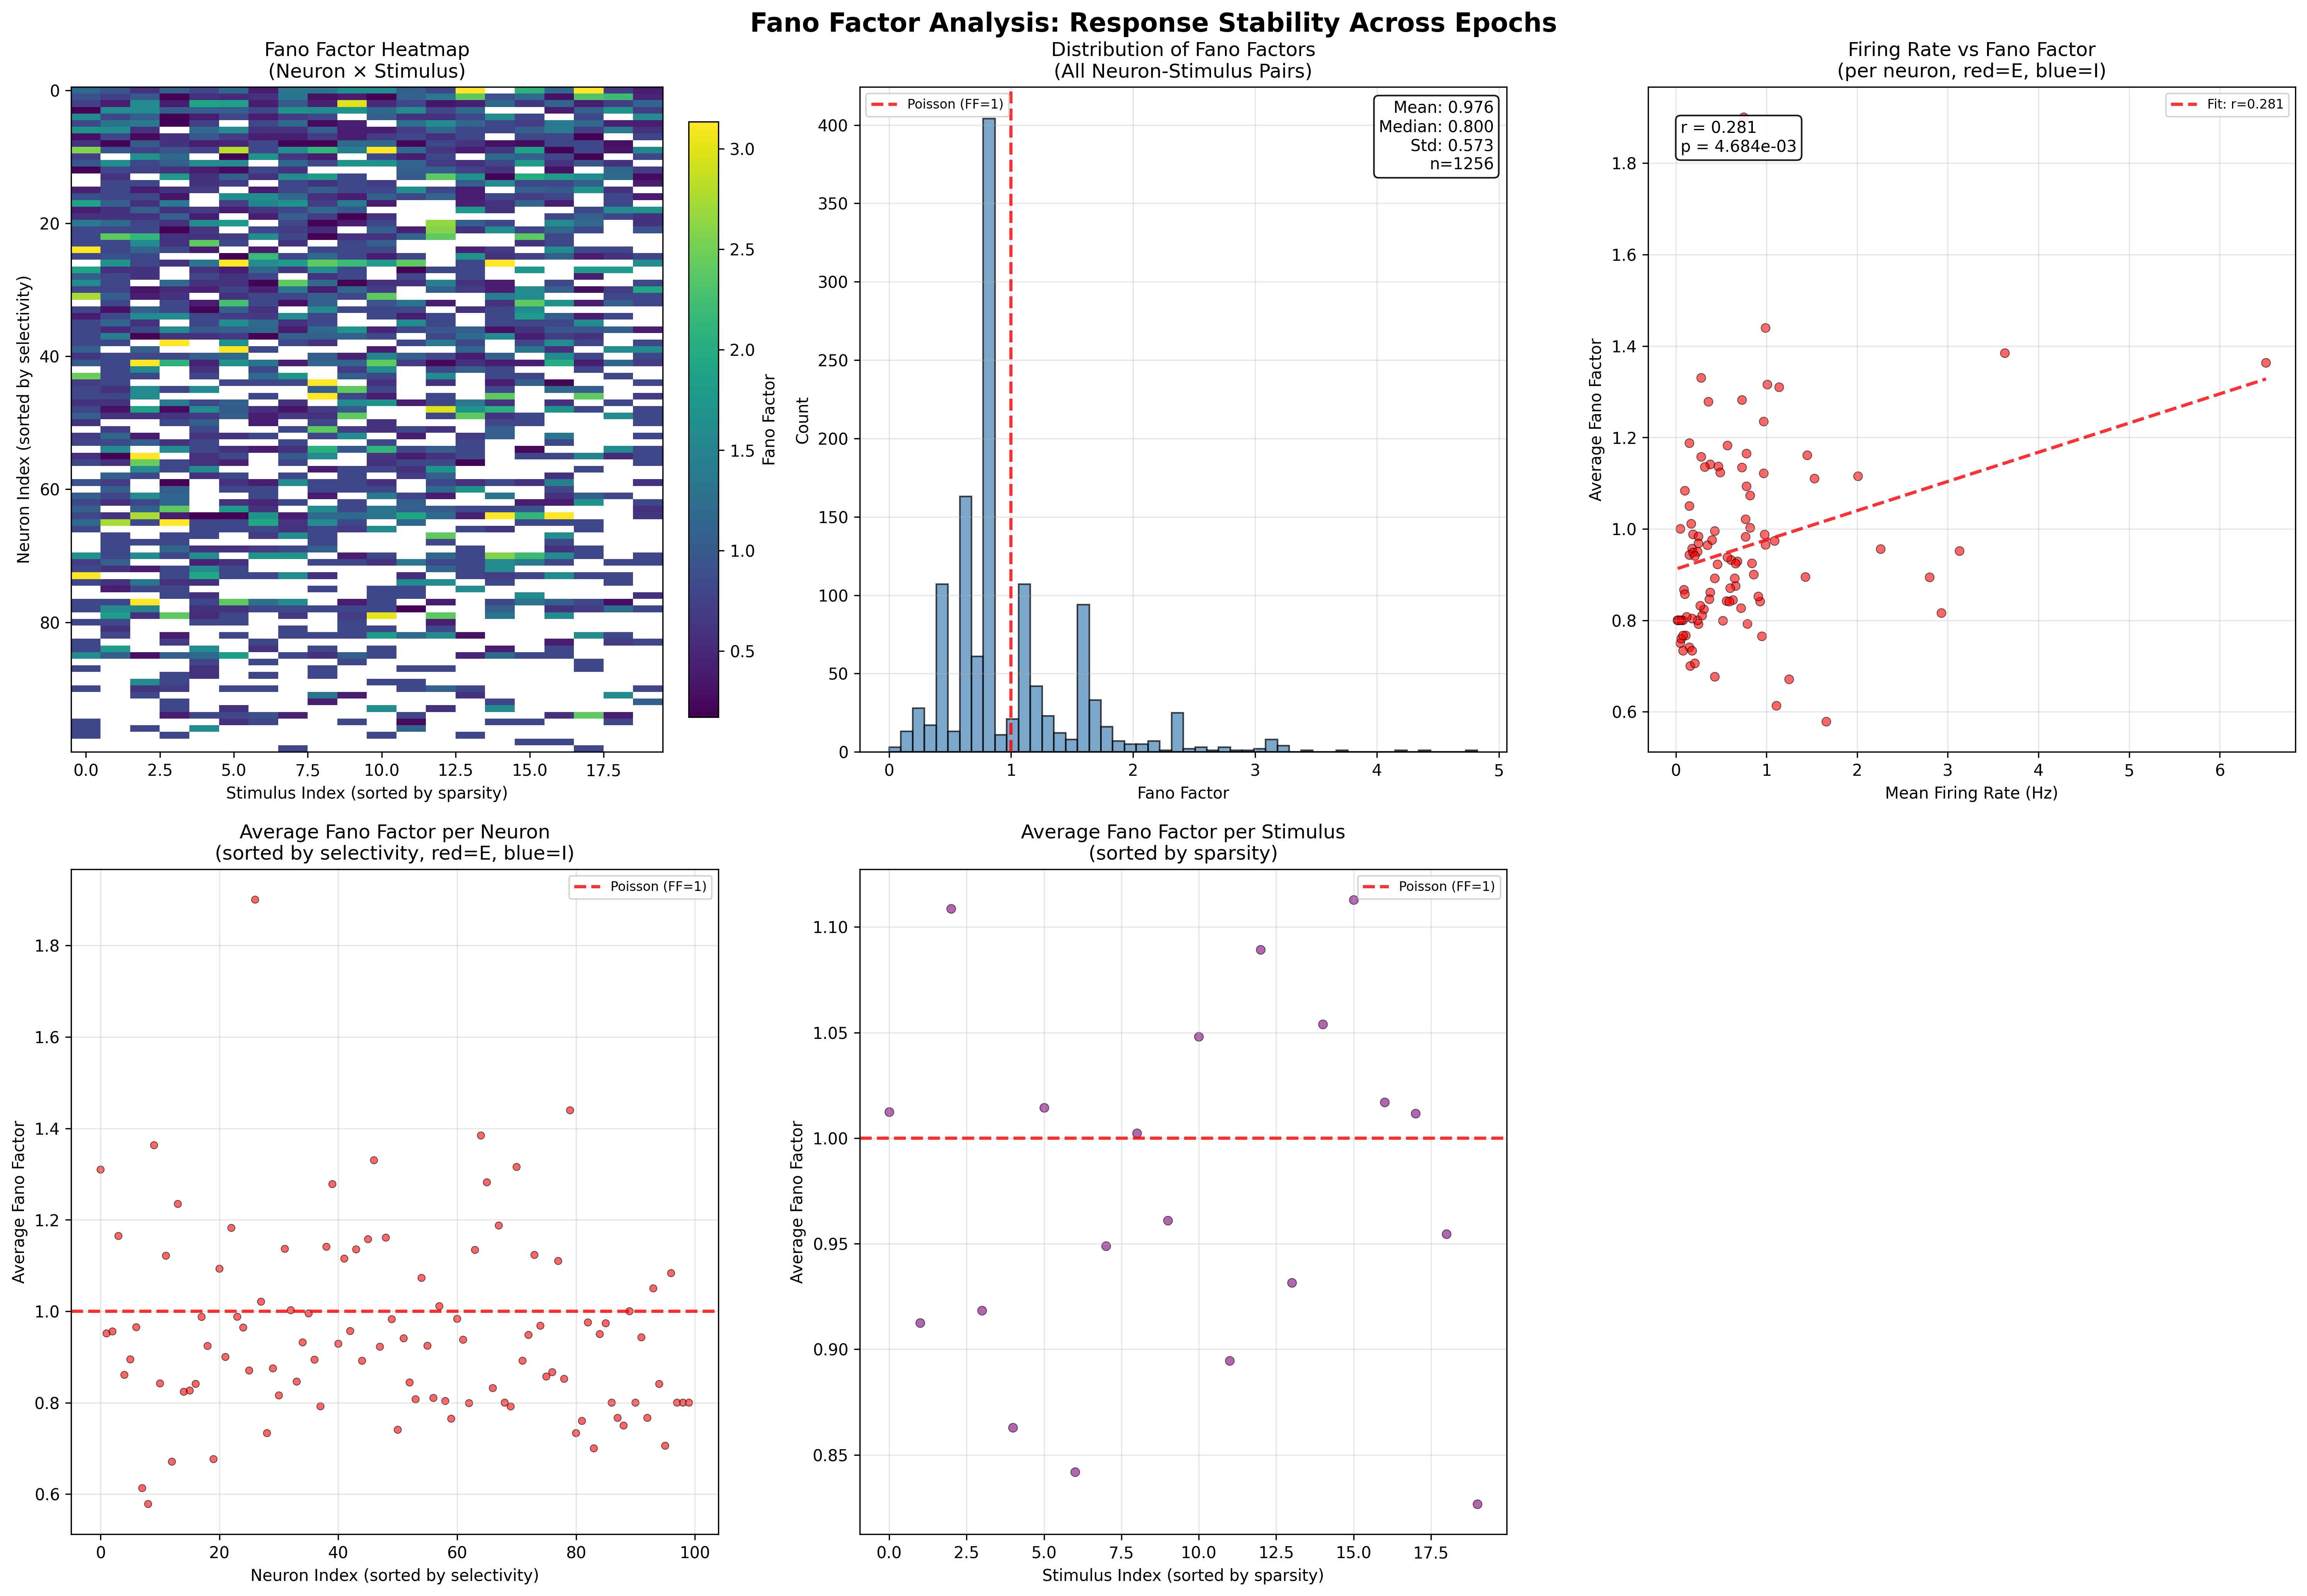 Fano Factor Analysis: Response Stability Across Epochs
Fano Factor Heatmap
(Neuron × Stimulus)
0
20
40
60
80
Neuron Index (sorted by selectivity)
0.0
2.5
5.0
7.5
10.0
12.5
15.0
17.5
Stimulus Index (sorted by sparsity)
3.0
2.5
2.0
1.5
1.0
0.5
Fano Factor
Distribution of Fano Factors
(All Neuron-Stimulus Pairs)
Poisson (FF=1)
Mean: 0.976
Median: 0.800
Std: 0.573
n=1256
400
350
300
250
200
150
100
50
0
Count
0
1
2
3
4
5
Fano Factor
Firing Rate vs Fano Factor
(per neuron, red=E, blue=I)
Fit: r=0.281
r = 0.281
p = 4.684e-03
1.8
1.6
1.4
1.2
1.0
0.8
0.6
Average Fano Factor
0
1
2
3
4
5
6
Mean Firing Rate (Hz)
Average Fano Factor per Neuron
(sorted by selectivity, red=E, blue=I)
Poisson (FF=1)
1.8
1.6
1.4
1.2
1.0
0.8
0.6
Average Fano Factor
0
20
40
60
80
100
Neuron Index (sorted by selectivity)
Average Fano Factor per Stimulus
(sorted by sparsity)
Poisson (FF=1)
1.10
1.05
1.00
0.95
0.90
0.85
Average Fano Factor
0.0
2.5
5.0
7.5
10.0
12.5
15.0
17.5
Stimulus Index (sorted by sparsity)